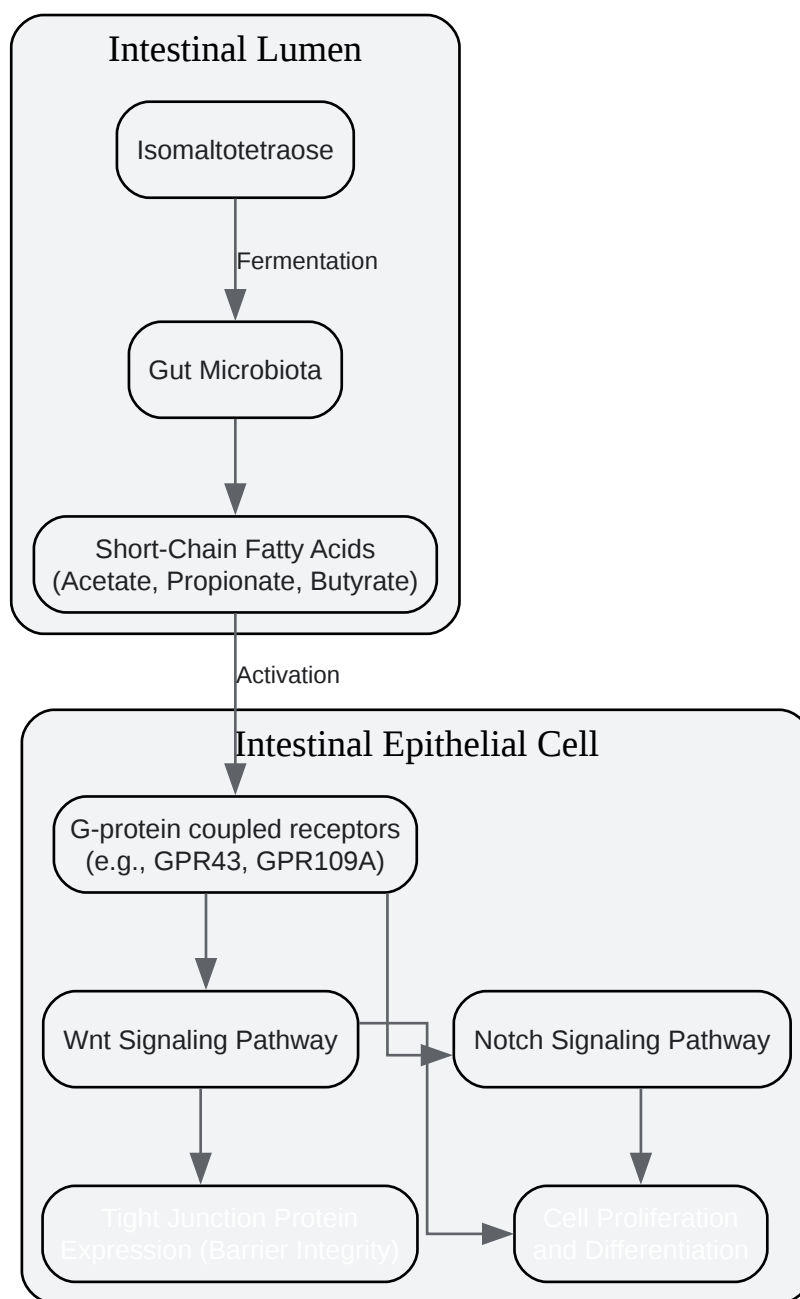 Intestinal Lumen
Isomaltotetraose
Fermentation
Gut Microbiota
Short-Chain Fatty Acids
(Acetate, Propionate, Butyrate)
Activation
Intestinal Epithelial Cell
G-protein coupled receptors
(e.g., GPR43, GPR109A)
Wnt Signaling Pathway
Notch Signaling Pathway
Tight Junction Protein
Expression (Barrier Integrity)
Cell Proliferation
and Differentiation